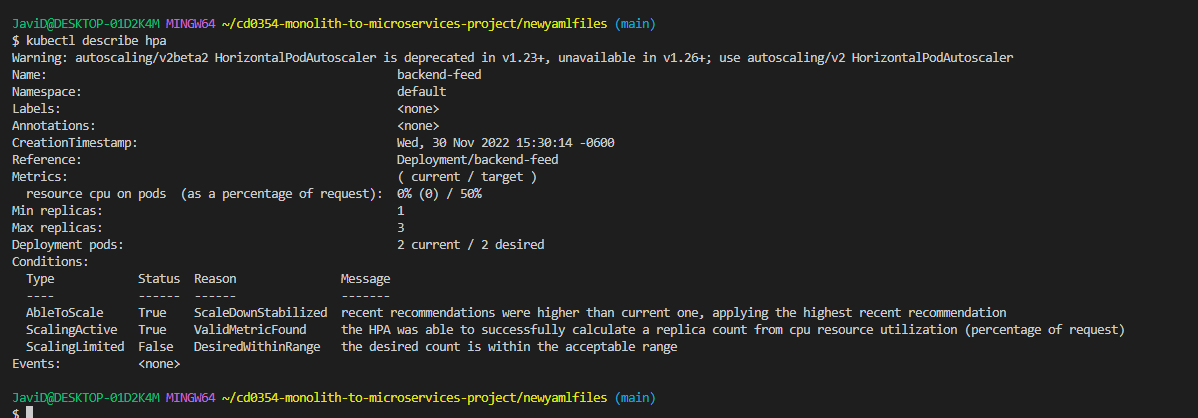 JaviD@DESKTOP-01D2K4M MINGW64 ~/cd0354-monolith-to-microservices-project/newyamlfiles (main)
$ kubectl describe hpa
Warning: autoscaling/v2beta2 HorizontalPodAutoscaler is deprecated in v1.23+, unavailable in v1.26+; use autoscaling/v2 HorizontalPodAutoscaler
Name: backend-feed
Namespace: default
Labels: <none>
Annotations: <none>
CreationTimestamp: Wed, 30 Nov 2022 15:30:14 -0600
Reference: Deployment/backend-feed
Metrics: ( current / target )
resource cpu on pods (as a percentage of request): 0% (0) / 50%
Min replicas: 1
Max replicas: 3
Deployment pods: 2 current / 2 desired
Conditions:
Type Status Reason Message
---- ------ ------ -------
AbleToScale True ScaleDownStabilized recent recommendations were higher than current one, applying the highest recent recommendation
ScalingActive True ValidMetricFound the HPA was able to successfully calculate a replica count from cpu resource utilization (percentage of request)
ScalingLimited False DesiredWithinRange the desired count is within the acceptable range
Events: <none>
JaviD@DESKTOP-01D2K4M MINGW64 ~/cd0354-monolith-to-microservices-project/newyamlfiles (main)
$